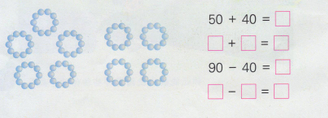 50 + 40 = □
□ + □ = □
90 − 40 = □
□ − □ = □